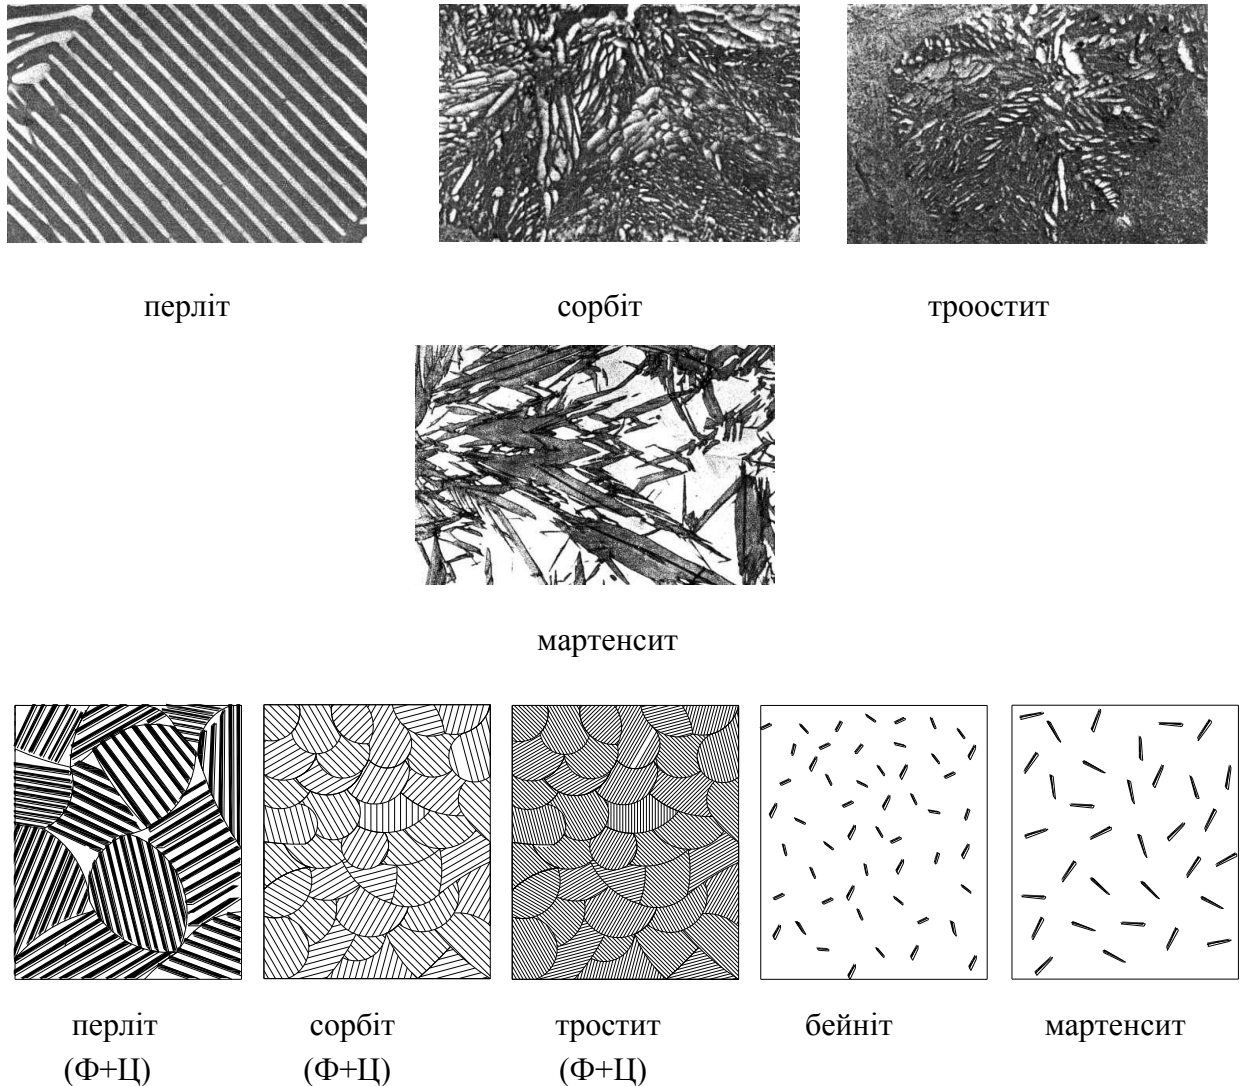 перліт сорбіт троостит
мартенсит
перліт сорбіт тростит бейніт мартенсит
(Ф+Ц) (Ф+Ц) (Ф+Ц)